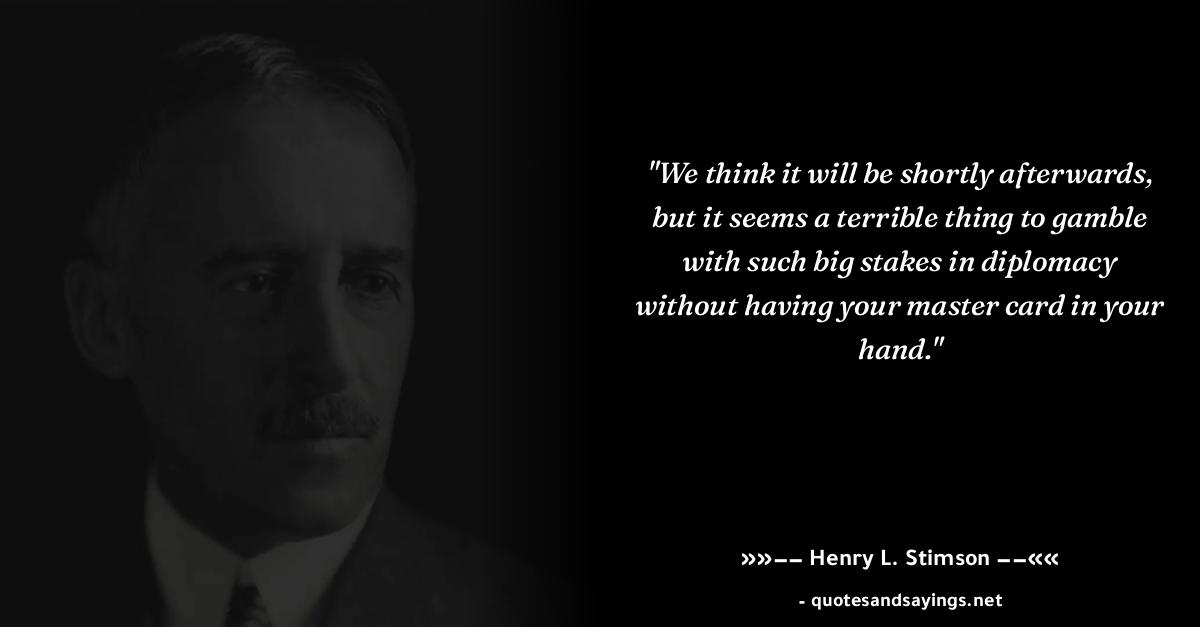 "We think it will be shortly afterwards,
but it seems a terrible thing to gamble
with such big stakes in diplomacy
without having your master card in your
hand."
»»−− Henry L. Stimson −−««
- quotesandsayings.net